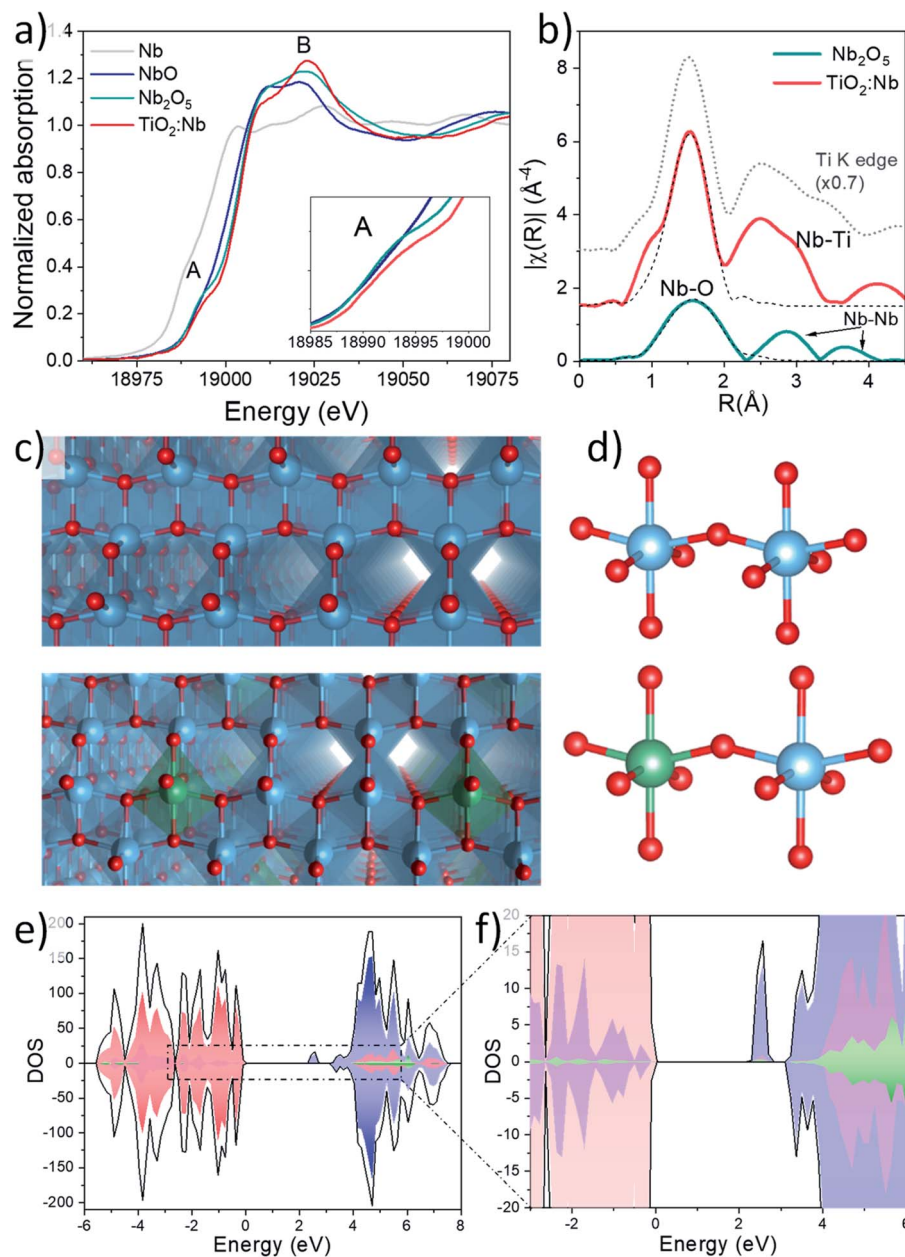 a)
1.4
1.2
1.0
0.8
0.6
0.4
0.2
0.0
Normalized absorption
Nb
NbO
Nb₂O₅
TiO₂:Nb
B
A
A
18985 18990 18995 19000
18975 19000 19025 19050 19075
Energy (eV)
b)
8
6
4
2
0
|χ(R)| (Å⁻⁴)
Nb₂O₅
TiO₂:Nb
Ti K edge
(x0.7)
Nb-Ti
Nb-O
Nb-Nb
0 1 2 3 4
R(Å)
c)
d)
e)
200
150
100
50
0
-50
-100
-150
-200
DOS
-6 -4 -2 0 2 4 6 8
Energy (eV)
f)
20
15
10
5
0
-5
-10
-15
-20
DOS
-2 0 2 4 6
Energy (eV)